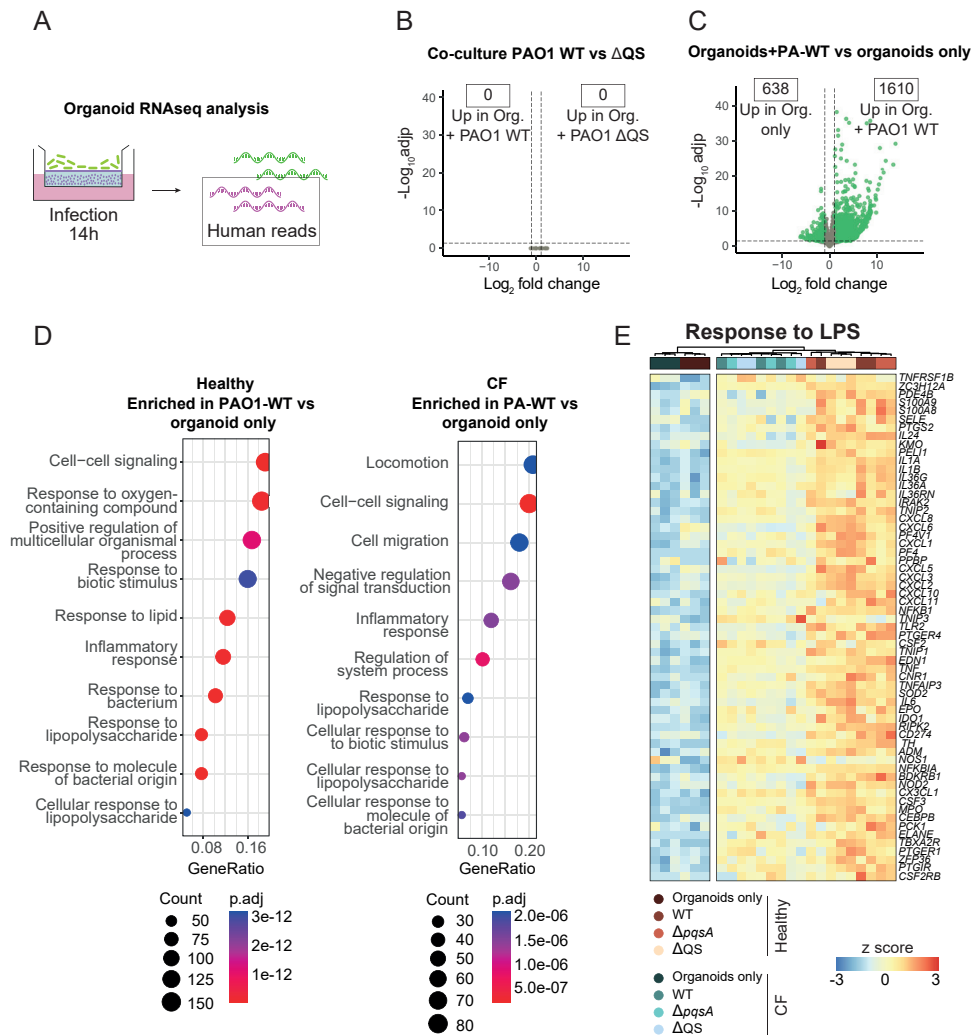 A
Organoid RNAseq analysis
Infection
14h
Human reads
B
Co-culture PAO1 WT vs ΔQS
0
Up in Org.
+ PAO1 WT
0
Up in Org.
+ PAO1 ΔQS
-Log10 adjp
40
30
20
10
0
−10
0
10
Log2 fold change
C
Organoids+PA-WT vs organoids only
638
Up in Org.
only
1610
Up in Org.
+ PAO1 WT
-Log10 adjp
40
30
20
10
0
−10
0
10
Log2 fold change
D
Healthy
Enriched in PAO1-WT vs
organoid only
Cell−cell signaling
Response to oxygen-
containing compound
Positive regulation of
multicellular organismal
process
Response to
biotic stimulus
Response to lipid
Inflammatory
response
Response to
bacterium
Response to
lipopolysaccharide
Response to molecule
of bacterial origin
Cellular response to
lipopolysaccharide
0.08
0.16
GeneRatio
Count
50
75
100
125
150
p.adj
3e-12
2e-12
1e-12
CF
Enriched in PA-WT vs
organoid only
Locomotion
Cell−cell signaling
Cell migration
Negative regulation
of signal transduction
Inflammatory
response
Regulation of
system process
Response to
lipopolysaccharide
Cellular response to
to biotic stimulus
Cellular response to
lipopolysaccharide
Cellular response to
molecule of
bacterial origin
0.10
0.20
GeneRatio
Count
30
40
50
60
70
80
p.adj
2.0e-06
1.5e-06
1.0e-06
5.0e-07
E
Response to LPS
TNFRSF1B
ZC3H12A
PDE4B
S100A9
S100A8
SELE
PTGS2
IL24
KMO
PELI1
IL1A
IL1B
IL36G
IL36A
IL36RN
IRAK2
TNIP2
CXCL8
CXCL6
PF4V1
CXCL1
PF4
PPBP
CXCL5
CXCL3
CXCL2
CXCL10
CXCL11
NFKB1
TNIP3
TLR2
PTGER4
CSF2
TNIP1
EDN1
TNF
CNR1
TNFAIP3
SOD2
IL6
EPO
IDO1
RIPK2
CD274
TH
ADM
NOS1
NFKBIA
BDKRB1
NOD2
CX3CL1
CSF3
MPO
CEBPB
PCK1
ELANE
TBXA2R
PTGER1
ZFP36
PTGIR
CSF2RB
Organoids only
WT
ΔpqsA
ΔQS
Healthy
Organoids only
WT
ΔpqsA
ΔQS
CF
z score
-3
0
3